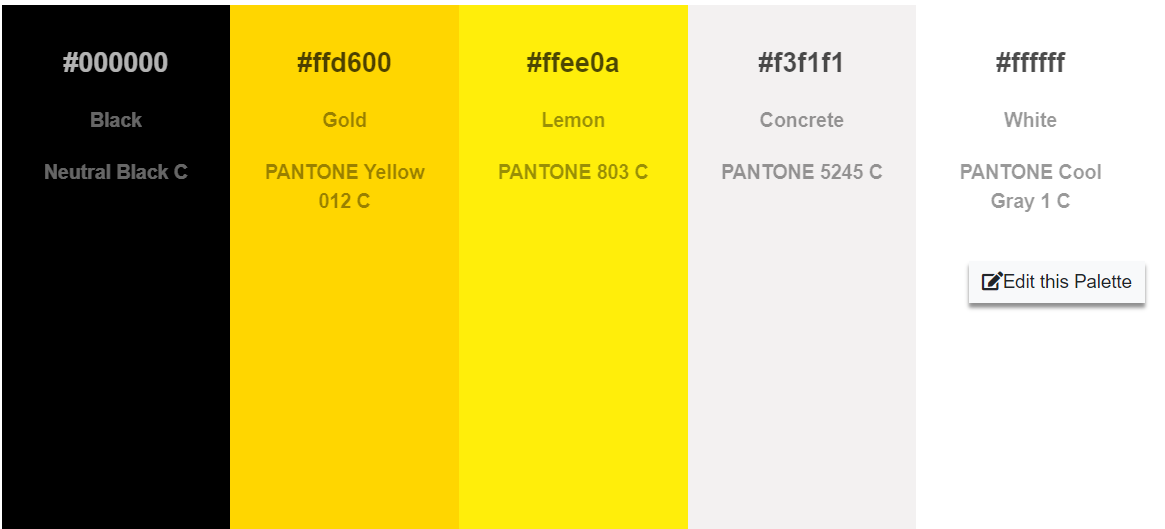 #000000
Black
Neutral Black C
#ffd600
Gold
PANTONE Yellow
012 C
#ffee0a
Lemon
PANTONE 803 C
#f3f1f1
Concrete
PANTONE 5245 C
#ffffff
White
PANTONE Cool
Gray 1 C
Edit this Palette